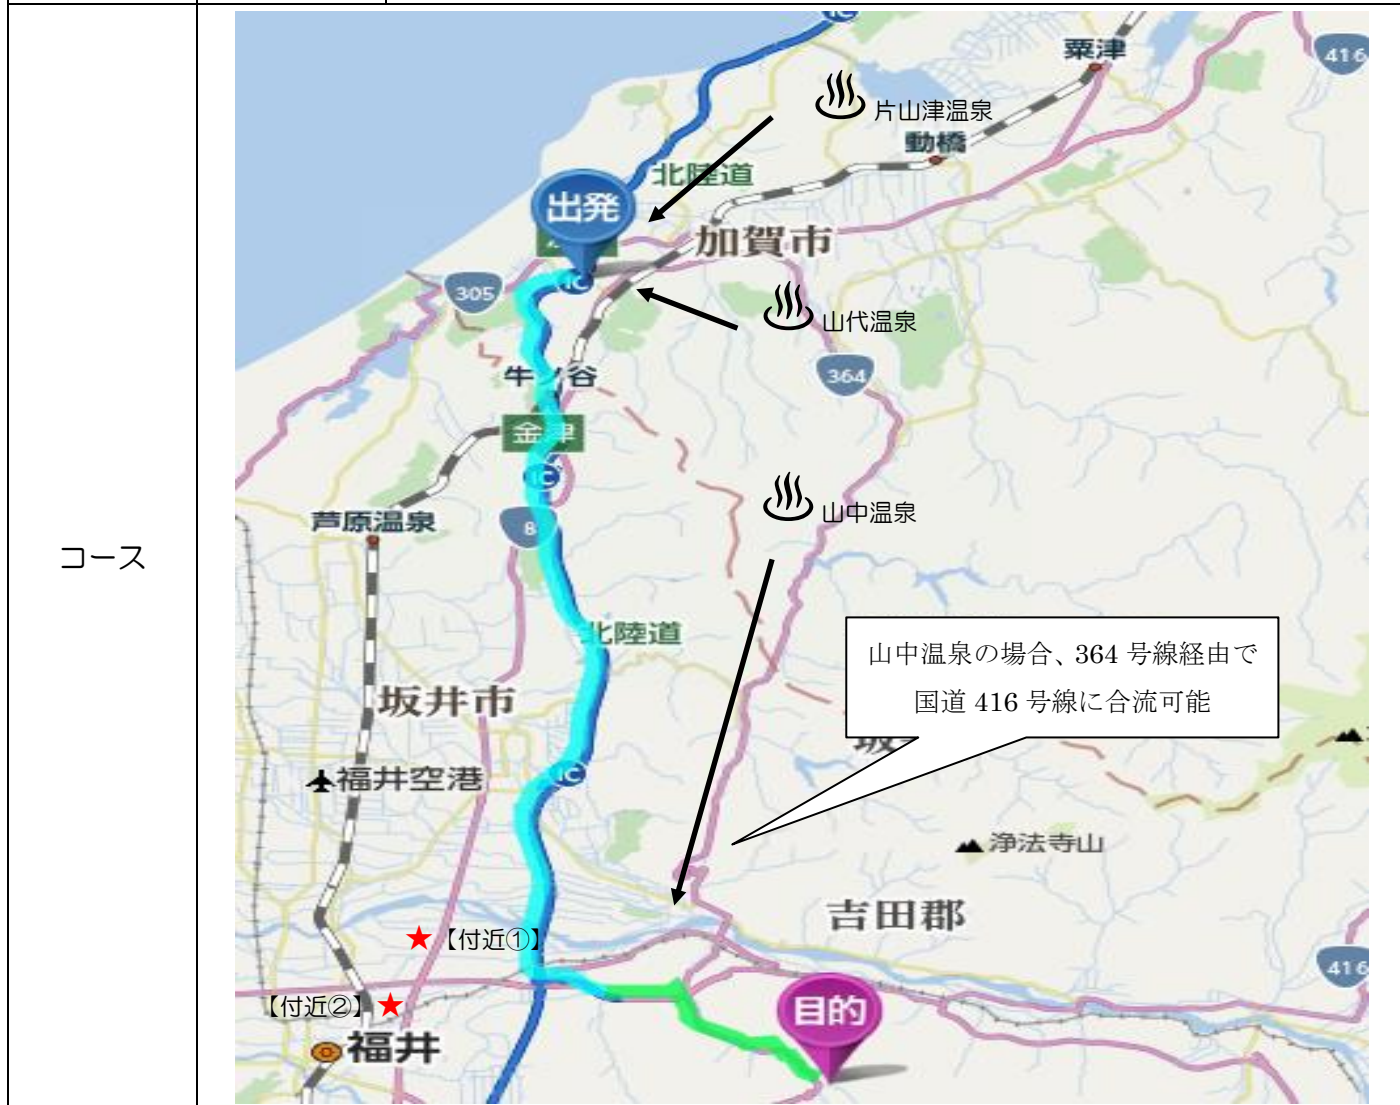 コース
IC
粟津
416
片山津温泉
動橋
北陸道
出発
加賀市
305
IC
山代温泉
牛ノ谷
364
金津
IC
山中温泉
芦原温泉
8
北陸道
山中温泉の場合、364 号線経由で
国道 416 号線に合流可能
坂井市
福井空港
IC
浄法寺山
吉田郡
【付近①】
416
【付近②】
目的
福井